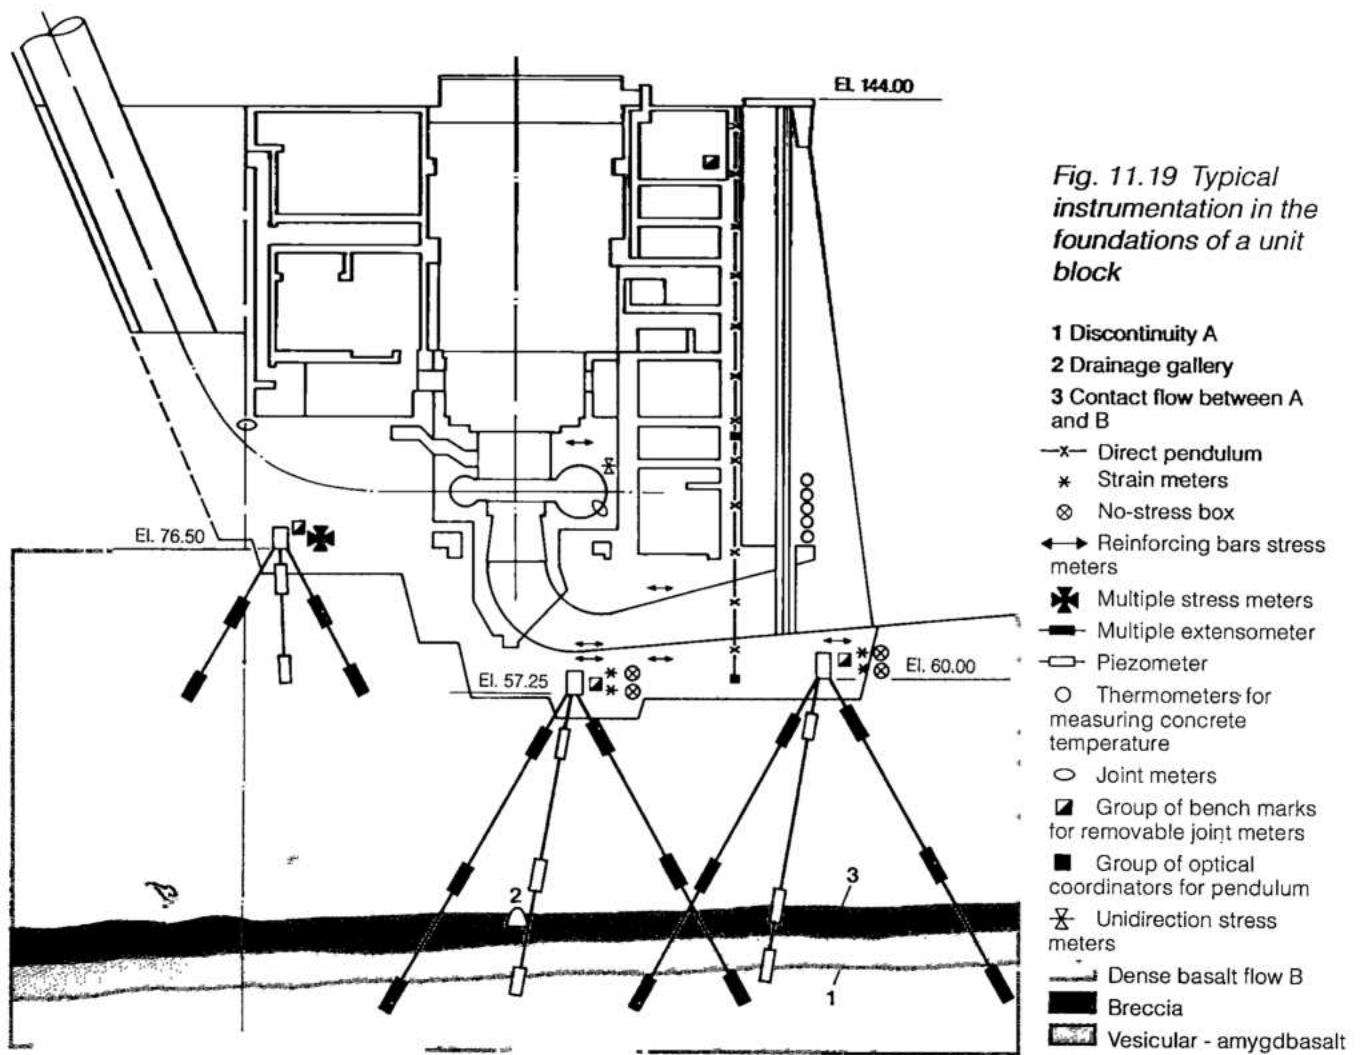 EL 144.00
Fig. 11.19 Typical
instrumentation in the
foundations of a unit
block
1 Discontinuity A
2 Drainage gallery
3 Contact flow between A
and B
Direct pendulum
Strain meters
No-stress box
Reinforcing bars stress
meters
Multiple stress meters
Multiple extensometer
Piezometer
Thermometers for
measuring concrete
temperature
Joint meters
Group of bench marks
for removable joint meters
Group of optical
coordinators for pendulum
Unidirection stress
meters
Dense basalt flow B
Breccia
Vesicular - amygdbasalt
El. 76.50
El. 57.25
El. 60.00
2
3
1